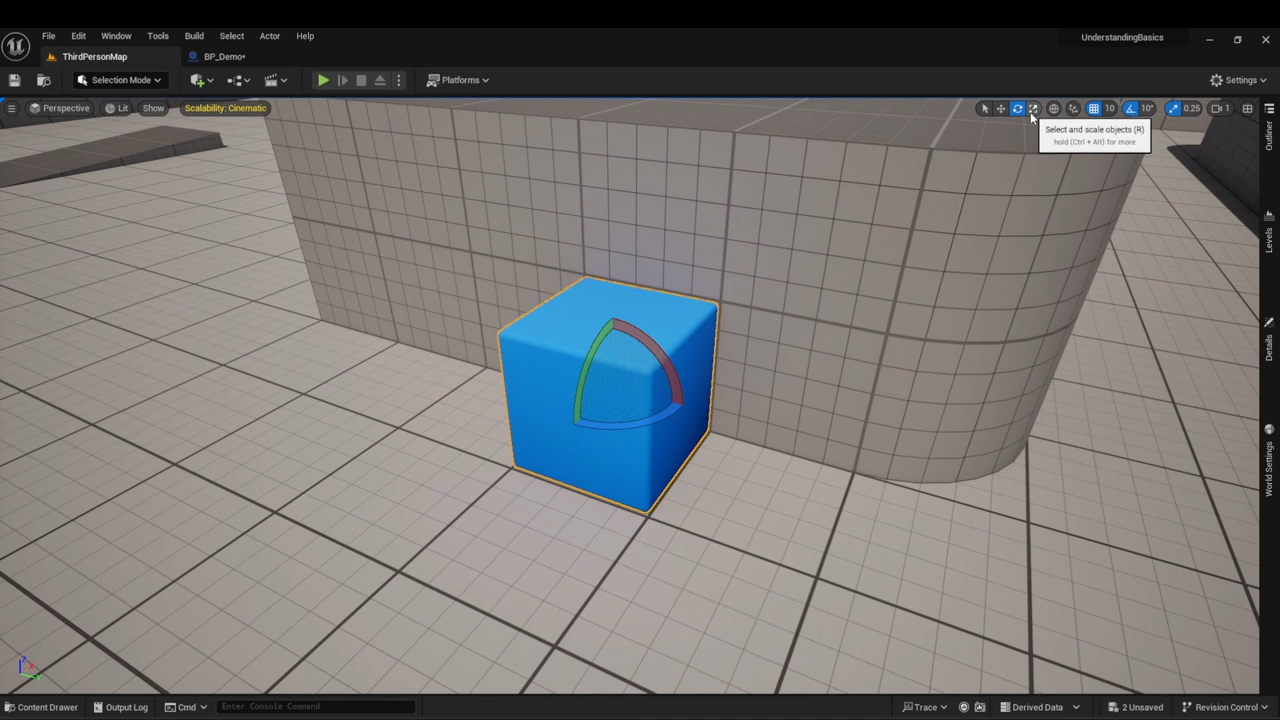 File Edit Window Tools Build Select Actor Help
UnderstandingBasics
ThirdPersonMap
BP_Demo•
Selection Mode
Platforms
Settings
Perspective
Lit
Show
Scalability: Cinematic
10
10°
0.25
1
Select and scale objects (R)
hold (Ctrl + Alt) for more
Outliner
Levels
Details
World Settings
Z
X
Y
Content Drawer
Output Log
Cmd
Enter Console Command
Trace
Derived Data
2 Unsaved
Revision Control